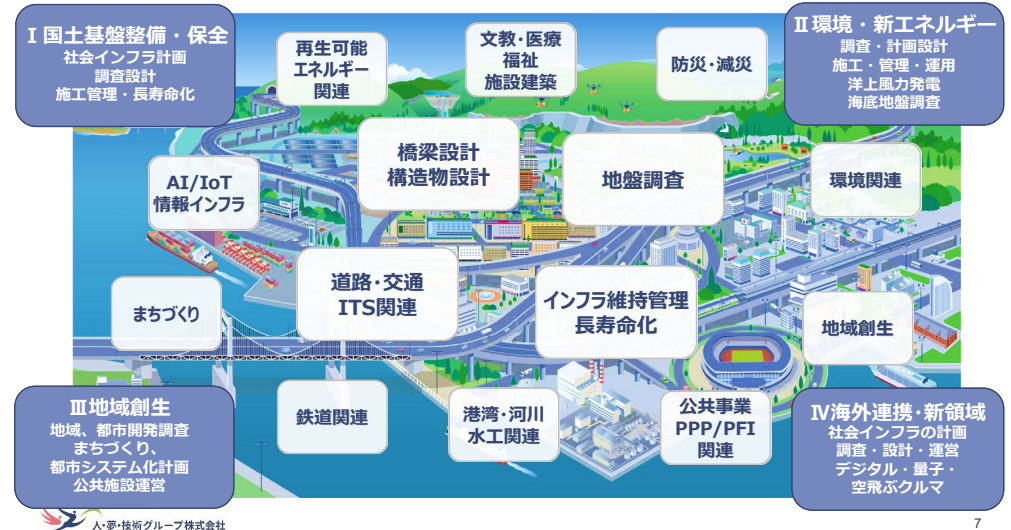 Ⅰ国土基盤整備・保全
社会インフラ計画
調査設計
施工管理・長寿命化
再生可能
エネルギー
関連
文教・医療
福祉
施設建築
防災・減災
Ⅱ環境・新エネルギー
調査・計画設計
施工・管理・運用
洋上風力発電
海底地盤調査
AI/IoT
情報インフラ
橋梁設計
構造物設計
地盤調査
環境関連
まちづくり
道路・交通
ITS関連
インフラ維持管理
長寿命化
地域創生
Ⅲ地域創生
地域、都市開発調査
まちづくり、
都市システム化計画
公共施設運営
鉄道関連
港湾・河川
水工関連
公共事業
PPP/PFI
関連
Ⅳ海外連携・新領域
社会インフラの計画
調査・設計・運営
デジタル・量子・
空飛ぶクルマ
人・夢・技術グループ株式会社
7